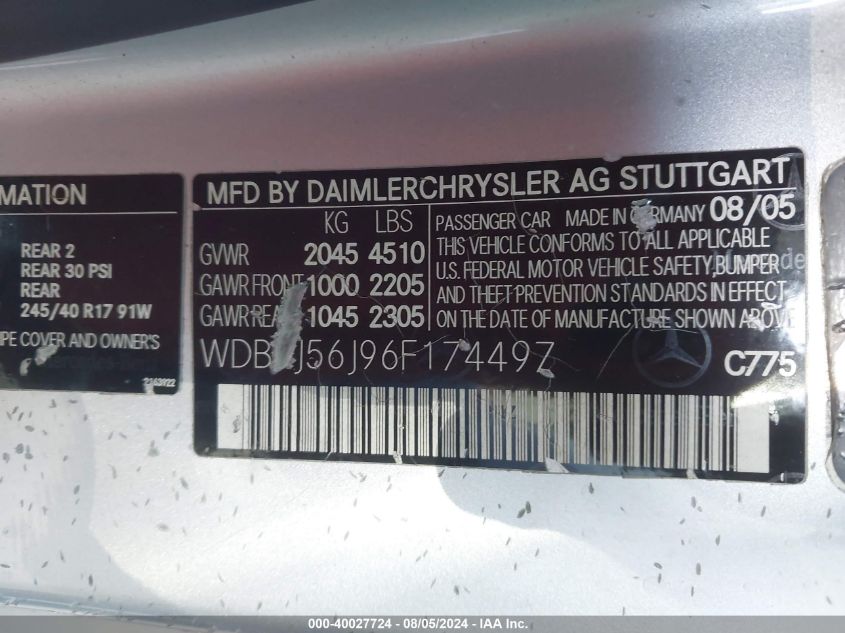 MATION
REAR 2
REAR 30 PSI
REAR
245/40 R17 91W
PE COVER AND OWNER'S
2163922
MFD BY DAIMLERCHRYSLER AG STUTTGART
KG LBS
GVWR 2045 4510
GAWR FRONT 1000 2205
GAWR REAR 1045 2305
PASSENGER CAR MADE IN GERMANY 08/05
THIS VEHICLE CONFORMS TO ALL APPLICABLE
U.S. FEDERAL MOTOR VEHICLE SAFETY, BUMPER
AND THEFT PREVENTION STANDARDS IN EFFECT
ON THE DATE OF MANUFACTURE SHOWN ABOVE
C775
000-40027724 - 08/05/2024 - IAA Inc.